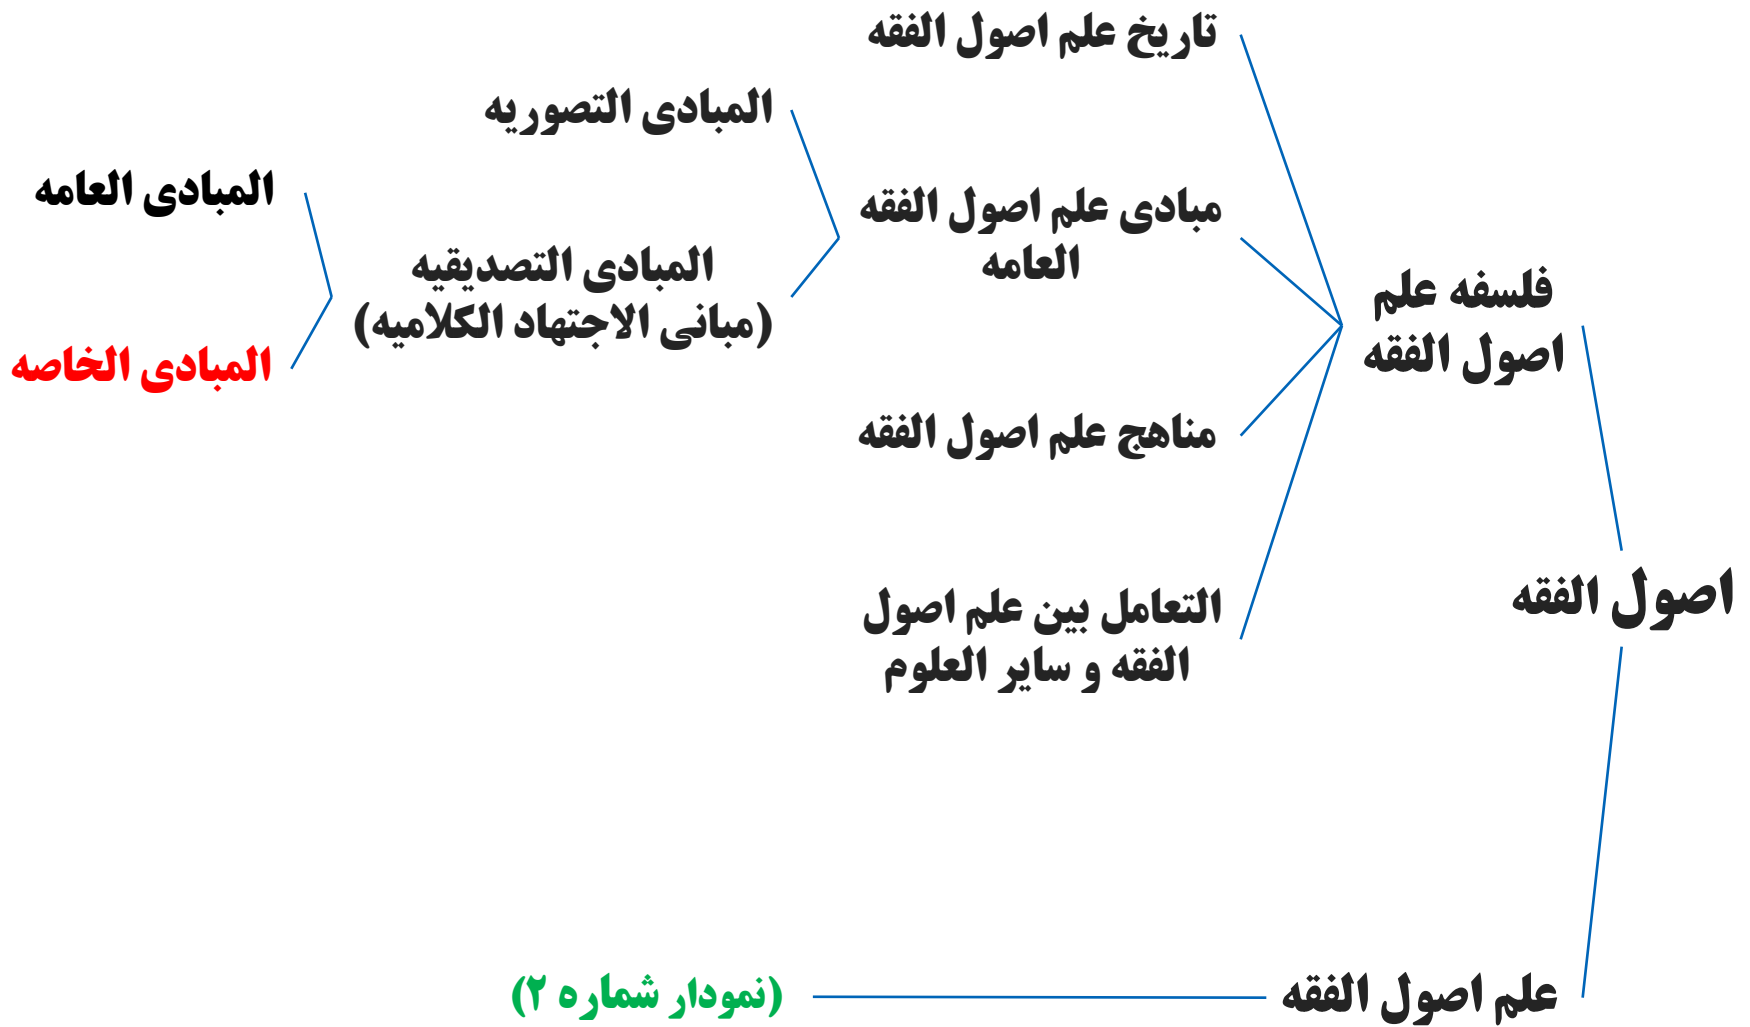 اصول الفقه
فلسفه علم
اصول الفقه
تاریخ علم اصول الفقه
مبادی علم اصول الفقه
العامه
المبادی التصوریه
المبادی التصدیقیه
(مبانی الاجتهاد الکلامیه)
المبادی العامه
المبادی الخاصه
مناهج علم اصول الفقه
التعامل بین علم اصول
الفقه و سایر العلوم
علم اصول الفقه
(نمودار شماره ۲)